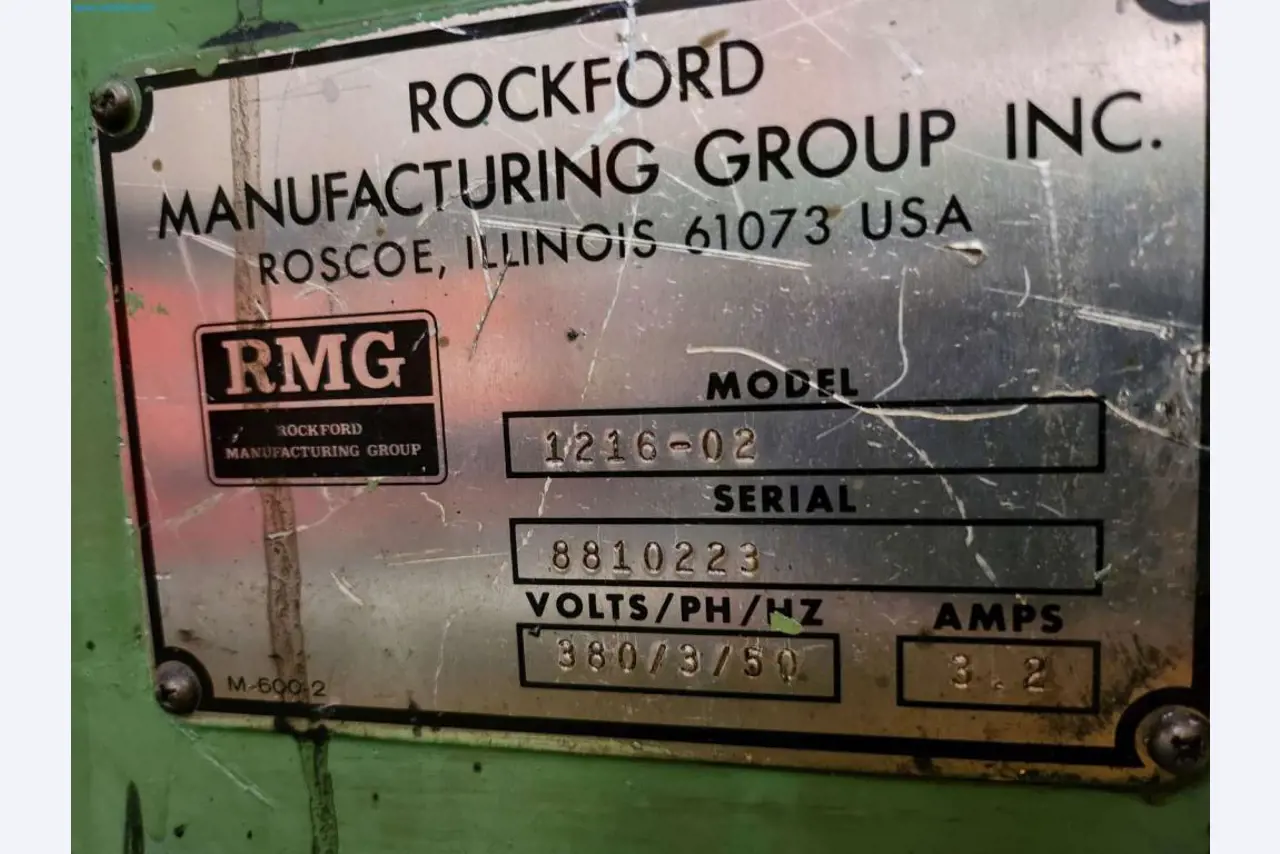 ROCKFORD
MANUFACTURING GROUP INC.
ROSCOE, ILLINOIS 61073 USA
RMG
ROCKFORD
MANUFACTURING GROUP
MODEL
1216-02
SERIAL
8810223
VOLTS/PH/HZ
380/3/50
AMPS
3.2
M-600-2